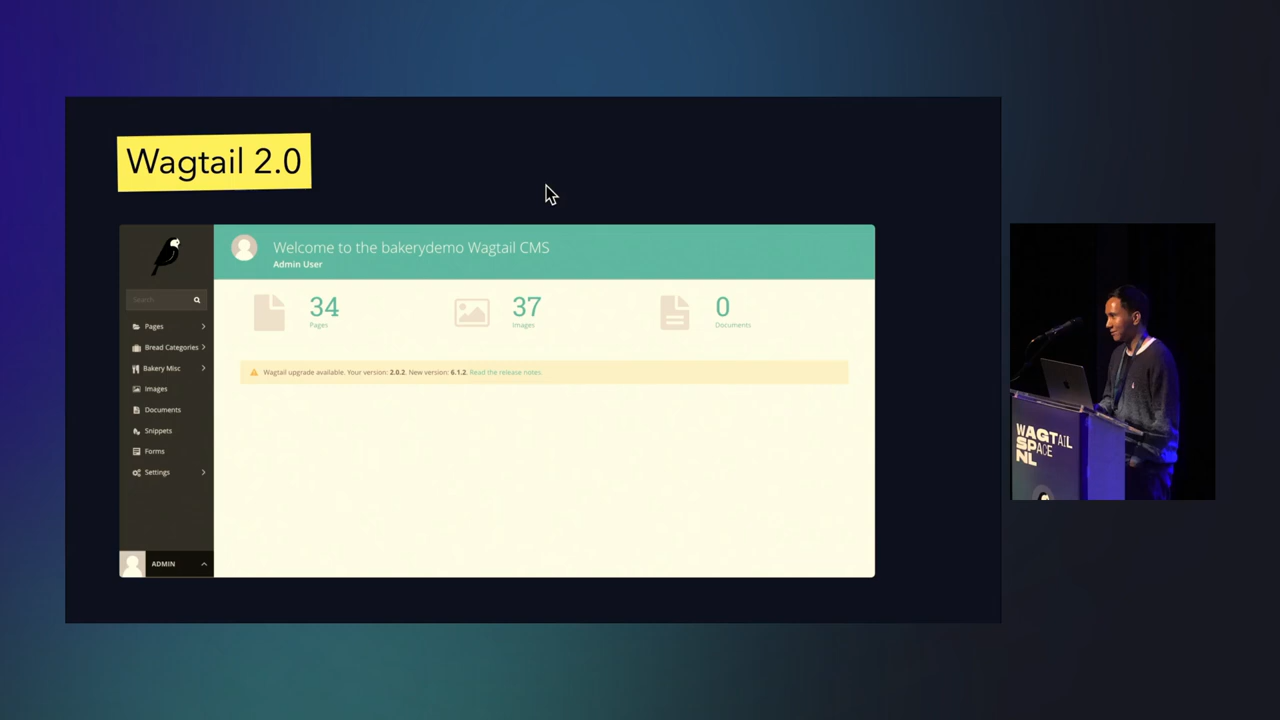 Wagtail 2.0
Welcome to the bakerydemo Wagtail CMS
Admin User
Search
34
Pages
37
Images
0
Documents
Wagtail upgrade available. Your version: 2.0.2. New version: 6.1.2. Read the release notes.
Pages
Bread Categories
Bakery Misc
Images
Documents
Snippets
Forms
Settings
ADMIN
WAGTAIL
SPACE
NL